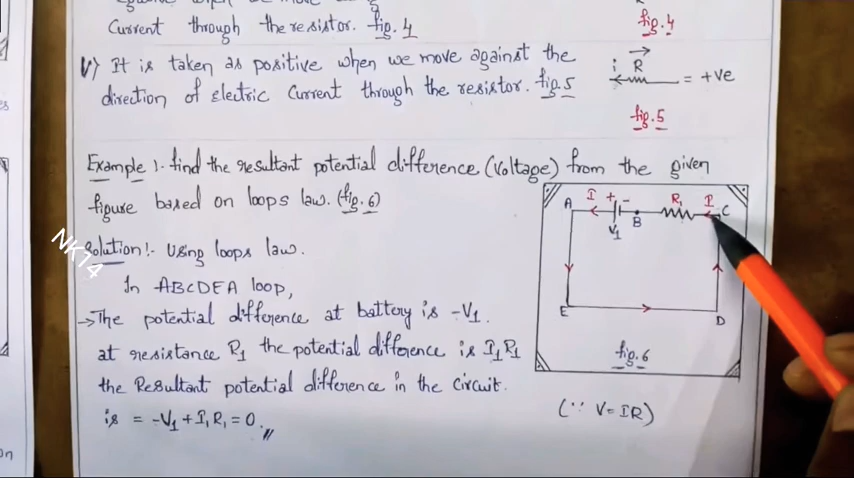 Current through the resistor. fig.4
fig.4
V) It is taken as positive when we move against the
direction of electric current through the resistor. fig.5
i R = +ve
fig.5
Example :- find the resultant potential difference (Voltage) from the given
figure based on loops law. (fig.6)
A I + - B R1 I C
V1
E D
fig.6
NK74
Solution :- Using loops law.
In ABCDEA loop,
→The potential difference at battery is -V1.
at resistance R1 the potential difference is I1R1
the Resultant potential difference in the circuit.
is = -V1 + I1R1 = 0.
(∵ V=IR)